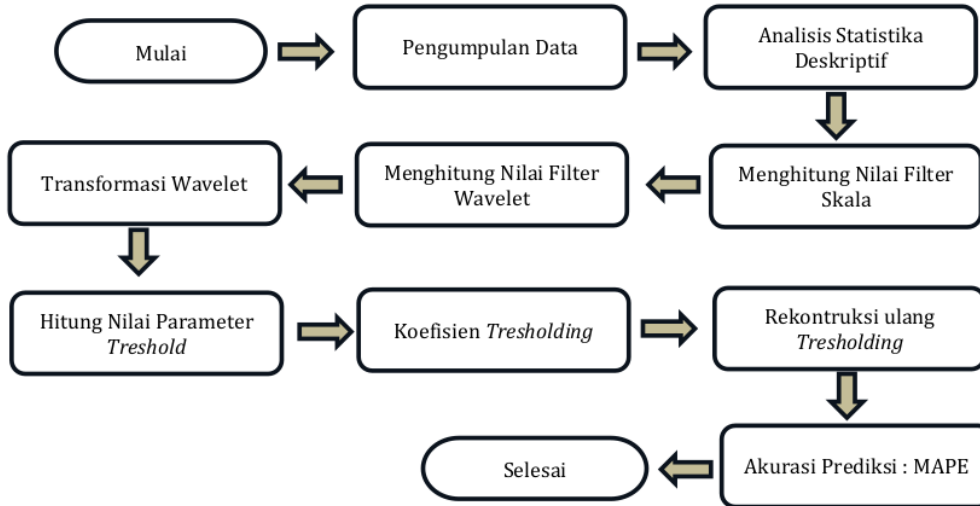 Mulai
Pengumpulan Data
Analisis Statistika
Deskriptif
Menghitung Nilai Filter
Skala
Menghitung Nilai Filter
Wavelet
Transformasi Wavelet
Hitung Nilai Parameter
Treshold
Koefisien Tresholding
Rekontruksi ulang
Tresholding
Akurasi Prediksi : MAPE
Selesai